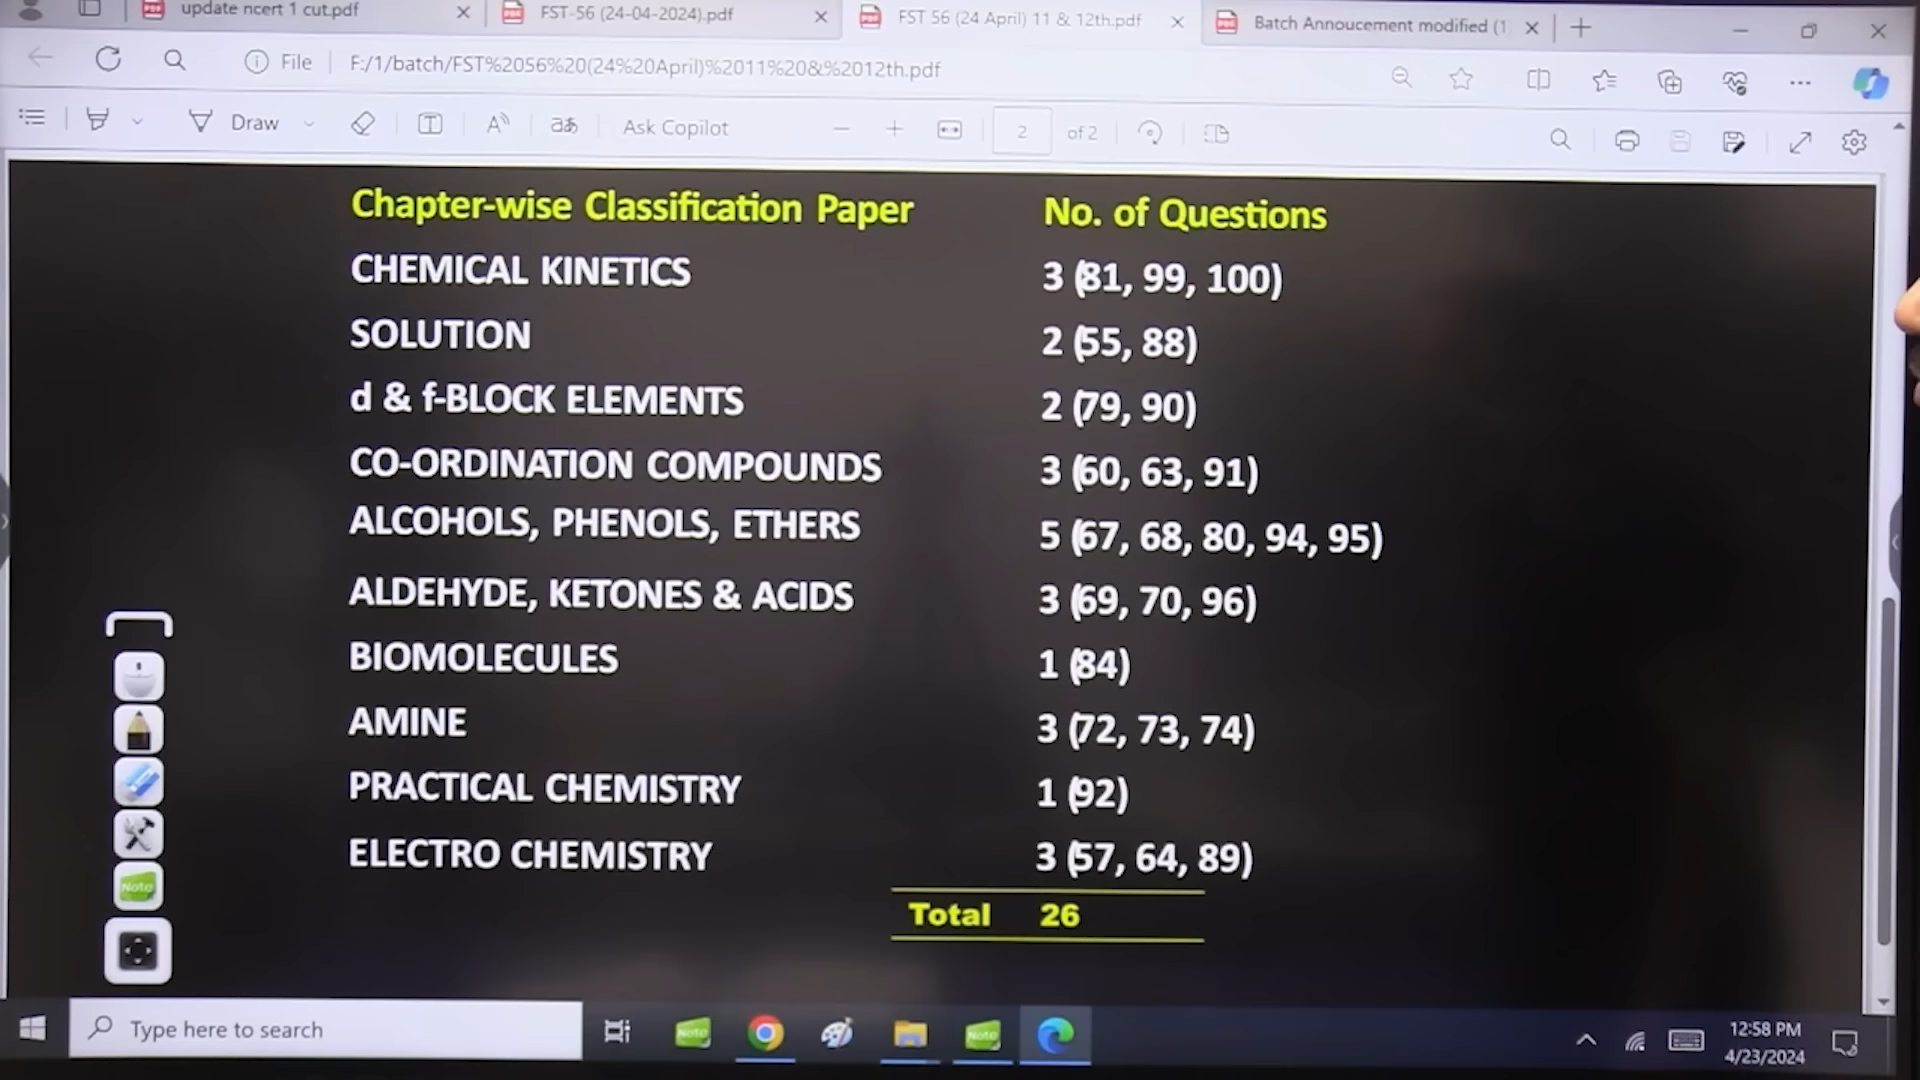 update ncert 1 cut.pdf
FST-56 (24-04-2024).pdf
FST 56 (24 April) 11 & 12th.pdf
Batch Annoucement modified (1
File
F:/1/batch/FST%2056%20(24%20April)%2011%20&%2012th.pdf
Draw
Ask Copilot
2
of 2
Chapter-wise Classification Paper
No. of Questions
CHEMICAL KINETICS
3 (81, 99, 100)
SOLUTION
2 (55, 88)
d & f-BLOCK ELEMENTS
2 (79, 90)
CO-ORDINATION COMPOUNDS
3 (60, 63, 91)
ALCOHOLS, PHENOLS, ETHERS
5 (67, 68, 80, 94, 95)
ALDEHYDE, KETONES & ACIDS
3 (69, 70, 96)
BIOMOLECULES
1 (84)
AMINE
3 (72, 73, 74)
PRACTICAL CHEMISTRY
1 (92)
ELECTRO CHEMISTRY
3 (57, 64, 89)
Total 26
Note
Type here to search
Note
Note
12:58 PM
4/23/2024